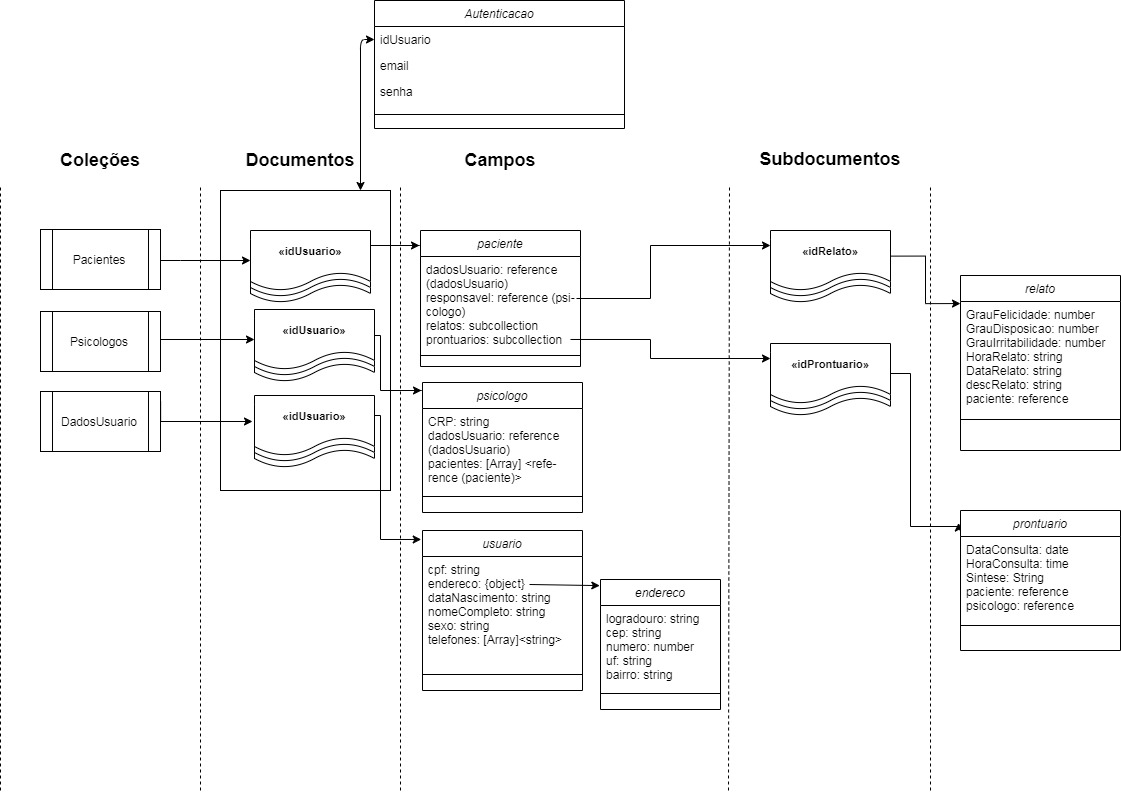 Autenticacao
idUsuario
email
senha
Coleções
Documentos
Campos
Subdocumentos
Pacientes
Psicologos
DadosUsuario
«idUsuario»
«idUsuario»
«idUsuario»
paciente
dadosUsuario: reference
(dadosUsuario)
responsavel: reference (psi-
cologo)
relatos: subcollection
prontuarios: subcollection
psicologo
CRP: string
dadosUsuario: reference
(dadosUsuario)
pacientes: [Array] <refe-
rence (paciente)>
usuario
cpf: string
endereco: {object}
dataNascimento: string
nomeCompleto: string
sexo: string
telefones: [Array]<string>
endereco
logradouro: string
cep: string
numero: number
uf: string
bairro: string
«idRelato»
«idProntuario»
relato
GrauFelicidade: number
GrauDisposicao: number
GrauIrritabilidade: number
HoraRelato: string
DataRelato: string
descRelato: string
paciente: reference
prontuario
DataConsulta: date
HoraConsulta: time
Sintese: String
paciente: reference
psicologo: reference